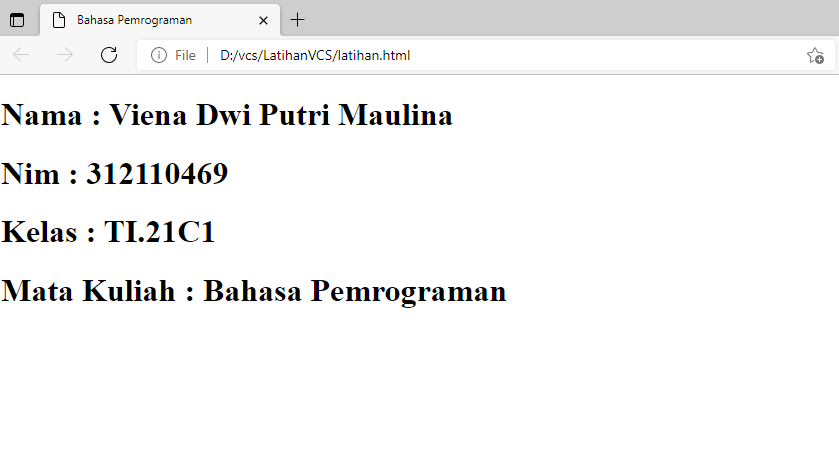 Bahasa Pemrograman
File D:/vcs/LatihanVCS/latihan.html
Nama : Viena Dwi Putri Maulina
Nim : 312110469
Kelas : TI.21C1
Mata Kuliah : Bahasa Pemrograman